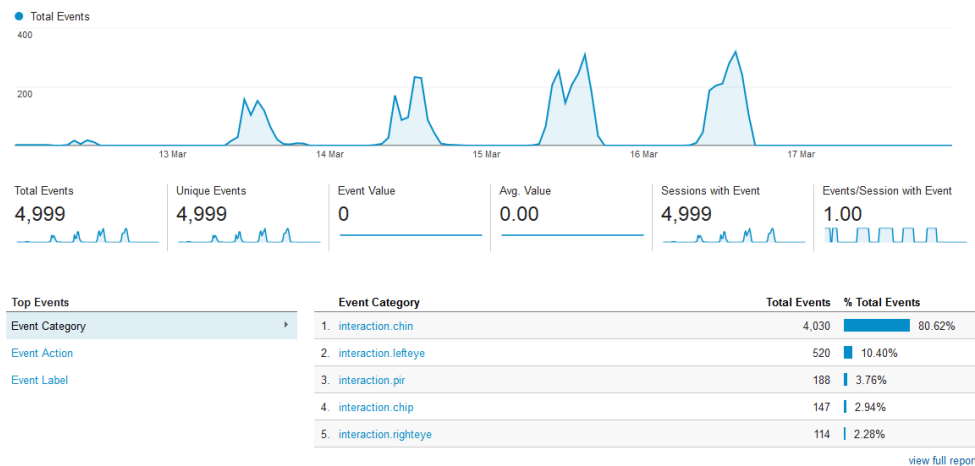 Total Events
400
200
13 Mar 14 Mar 15 Mar 16 Mar 17 Mar
Total Events Unique Events Event Value Avg. Value Sessions with Event Events/Session with Event
4,999 4,999 0 0.00 4,999 1.00
Top Events Event Category Total Events % Total Events
Event Category 1. interaction.chin 4,030 80.62%
Event Action 2. interaction.lefteye 520 10.40%
Event Label 3. interaction.pir 188 3.76%
4. interaction.chip 147 2.94%
5. interaction.righteye 114 2.28%
view full repor